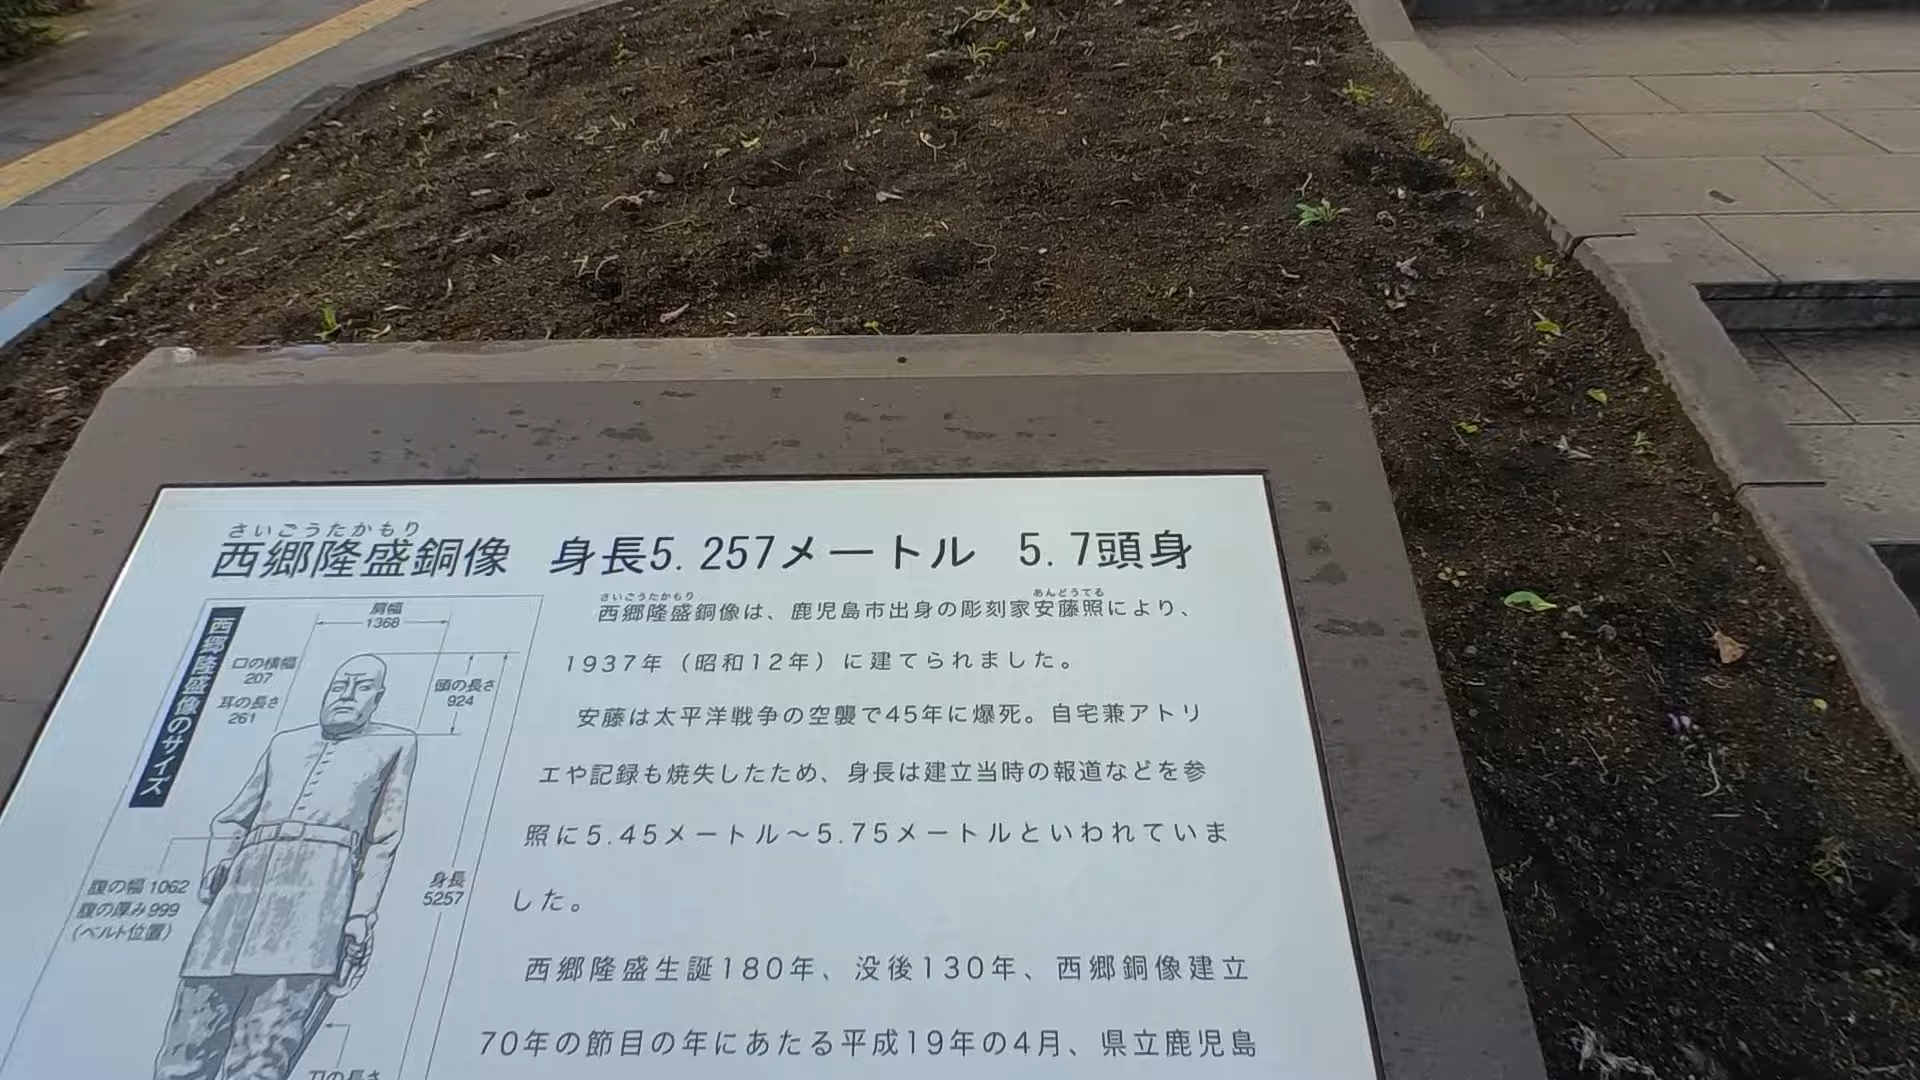 さいごうたかもり
西郷隆盛銅像 身長5.257メートル 5.7頭身
西郷隆盛像のサイズ
肩幅
1368
口の横幅
207
耳の長さ
261
頭の長さ
924
腹の幅1062
腹の厚み999
（ベルト位置）
身長
5257
刀の長さ
さいごうたかもり あんどうてる
西郷隆盛銅像は、鹿児島市出身の彫刻家安藤照により、
1937年（昭和12年）に建てられました。
安藤は太平洋戦争の空襲で45年に爆死。自宅兼アトリ
エや記録も焼失したため、身長は建立当時の報道などを参
照に5.45メートル～5.75メートルといわれていま
した。
西郷隆盛生誕180年、没後130年、西郷銅像建立
70年の節目の年にあたる平成19年の4月、県立鹿児島